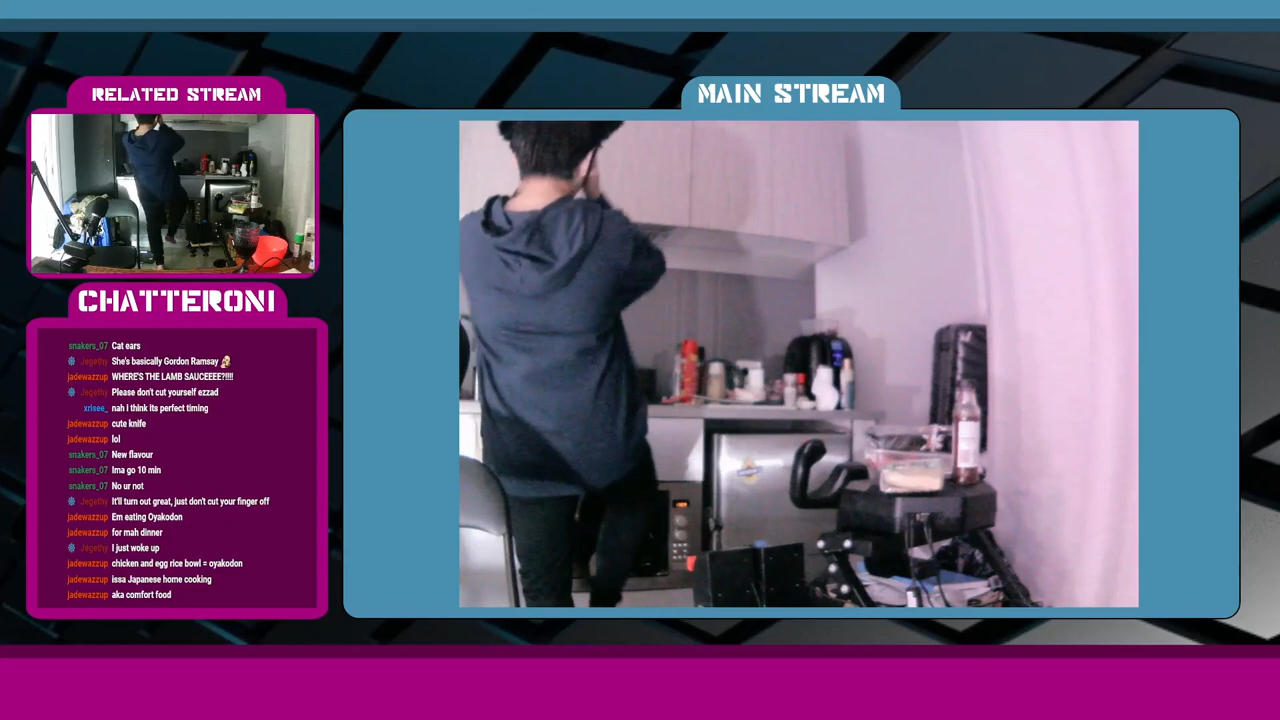 RELATED STREAM
MAIN STREAM
CHATTERONI
snakers_07 Cat ears
Jegethy She's basically Gordon Ramsay
jadewazzup WHERE'S THE LAMB SAUCEEEE?!!!!
Jegethy Please don't cut yourself ezzad
xrisee_ nah i think its perfect timing
jadewazzup cute knife
jadewazzup lol
snakers_07 New flavour
snakers_07 Ima go 10 min
snakers_07 No ur not
Jegethy It'll turn out great, just don't cut your finger off
jadewazzup Em eating Oyakodon
jadewazzup for mah dinner
Jegethy I just woke up
jadewazzup chicken and egg rice bowl = oyakodon
jadewazzup issa Japanese home cooking
jadewazzup aka comfort food